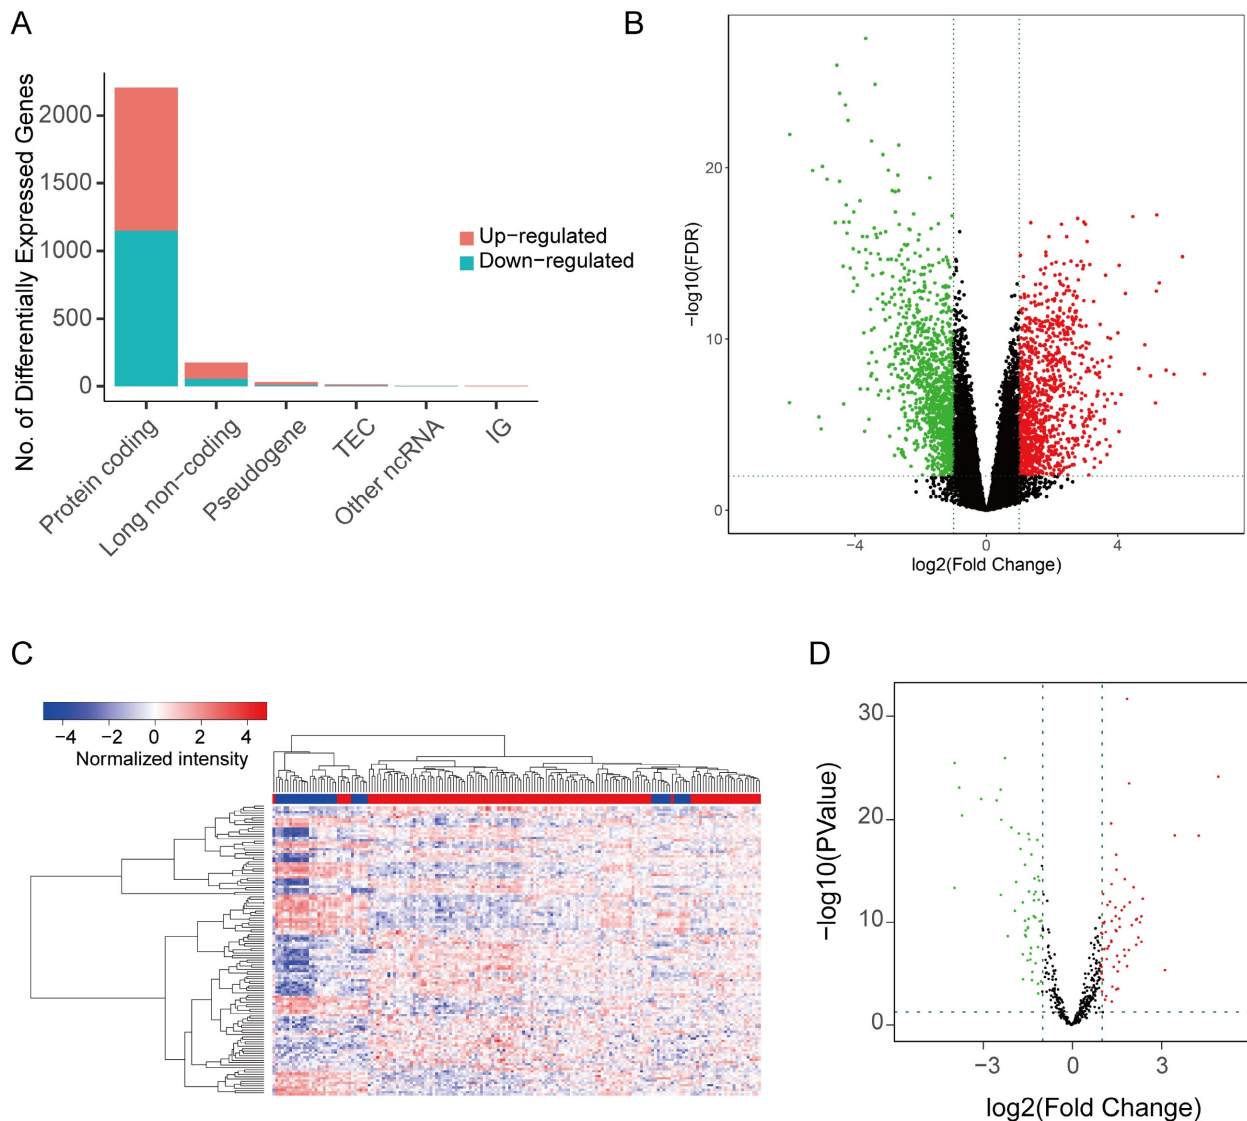 A
No. of Differentially Expressed Genes
2000
1500
1000
500
0
Protein coding
Long non−coding
Pseudogene
TEC
Other ncRNA
IG
Up−regulated
Down−regulated
B
−log10(FDR)
20
10
0
−4
0
4
log2(Fold Change)
C
−4
−2
0
2
4
Normalized intensity
D
−log10(PValue)
30
20
10
0
−3
0
3
log2(Fold Change)